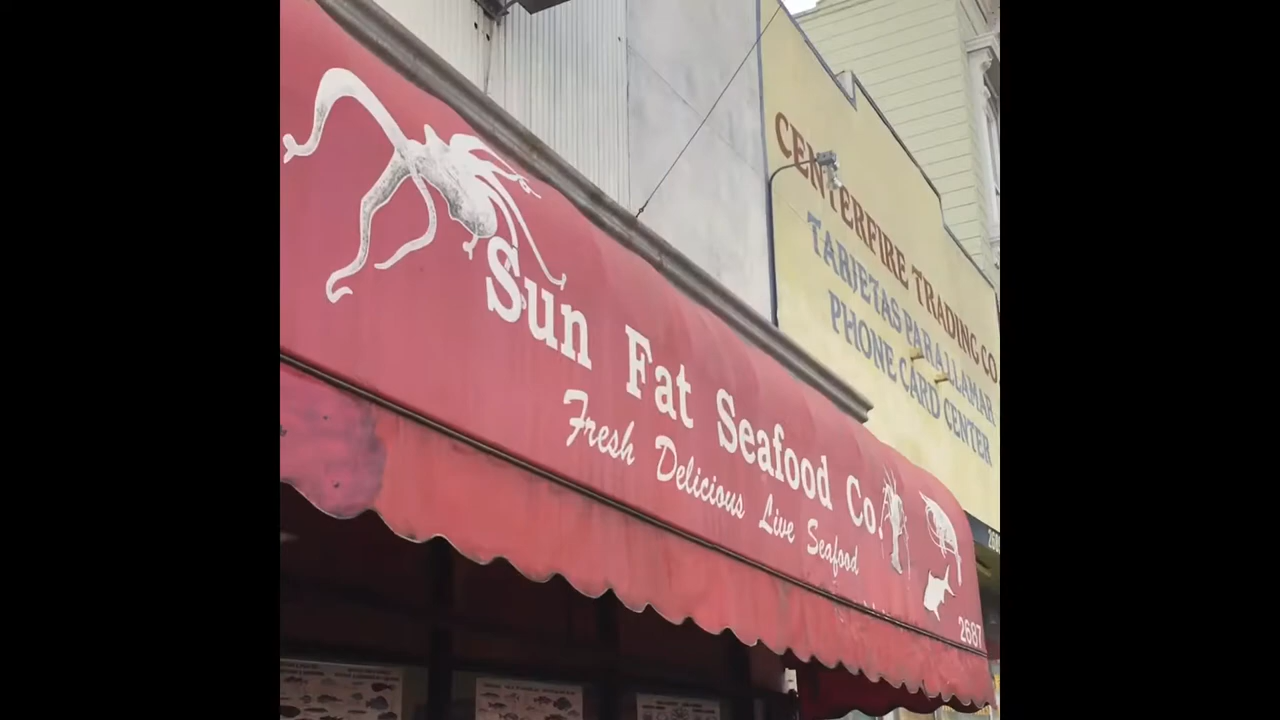 Sun Fat Seafood Co.
Fresh Delicious Live Seafood
2687
CENTERFIRE TRADING CO
TARJETAS PARA LLAMAR
PHONE CARD CENTER